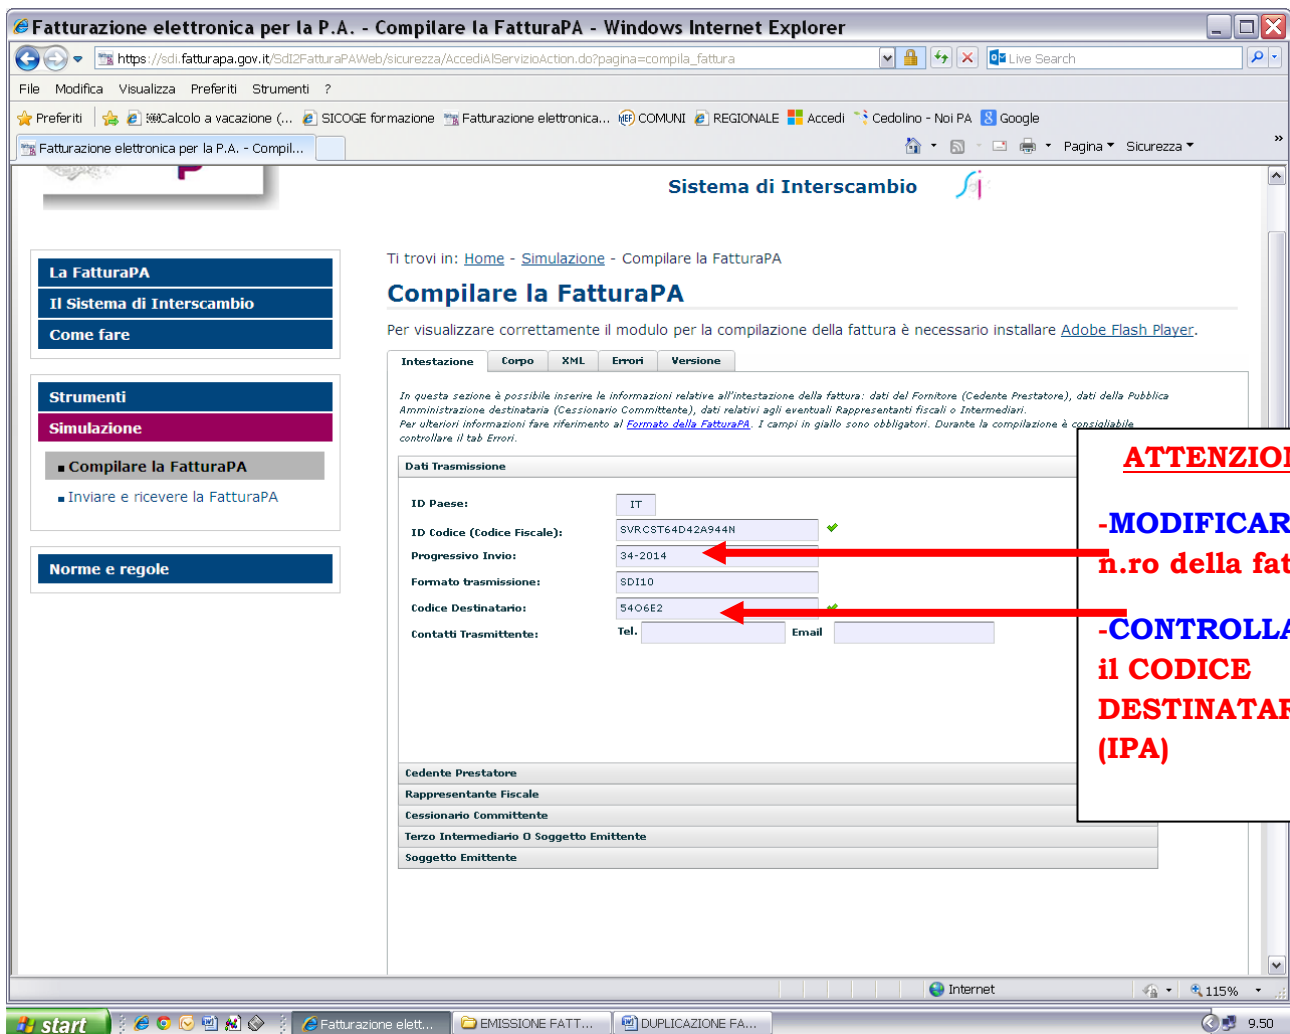 Fatturazione elettronica per la P.A. - Compilare la FatturaPA - Windows Internet Explorer
https://sdi.fatturapa.gov.it/SdI2FatturaPAWeb/sicurezza/AccediAlServizioAction.do?pagina=compila_fattura
Live Search
File Modifica Visualizza Preferiti Strumenti ?
Preferiti Calcolo a vacazione (... SICOGE formazione Fatturazione elettronica... COMUNI REGIONALE Accedi Cedolino - Noi PA Google
Fatturazione elettronica per la P.A. - Compil...
Pagina Sicurezza »
Sistema di Interscambio
La FatturaPA
Il Sistema di Interscambio
Come fare
Strumenti
Simulazione
Compilare la FatturaPA
Inviare e ricevere la FatturaPA
Norme e regole
Ti trovi in: Home - Simulazione - Compilare la FatturaPA
Compilare la FatturaPA
Per visualizzare correttamente il modulo per la compilazione della fattura è necessario installare Adobe Flash Player.
Intestazione Corpo XML Errori Versione
In questa sezione è possibile inserire le informazioni relative all'intestazione della fattura: dati del Fornitore (Cedente Prestatore), dati della Pubblica
Amministrazione destinataria (Cessionario Committente), dati relativi agli eventuali Rappresentanti fiscali o Intermediari.
Per ulteriori informazioni fare riferimento al Formato della FatturaPA. I campi in giallo sono obbligatori. Durante la compilazione è consigliabile
controllare il tab Errori.
Dati Trasmissione
ID Paese: IT
ID Codice (Codice Fiscale): SVRCST64D42A944N
Progressivo Invio: 34-2014
Formato trasmissione: SDI10
Codice Destinatario: 54O6E2
Contatti Trasmittente: Tel. Email
Cedente Prestatore
Rappresentante Fiscale
Cessionario Committente
Terzo Intermediario O Soggetto Emittente
Soggetto Emittente
ATTENZION
-MODIFICAR
n.ro della fat
-CONTROLLA
il CODICE
DESTINATAR
(IPA)
Internet
115%
start
Fatturazione elett...
EMISSIONE FATT...
DUPLICAZIONE FA...
9.50